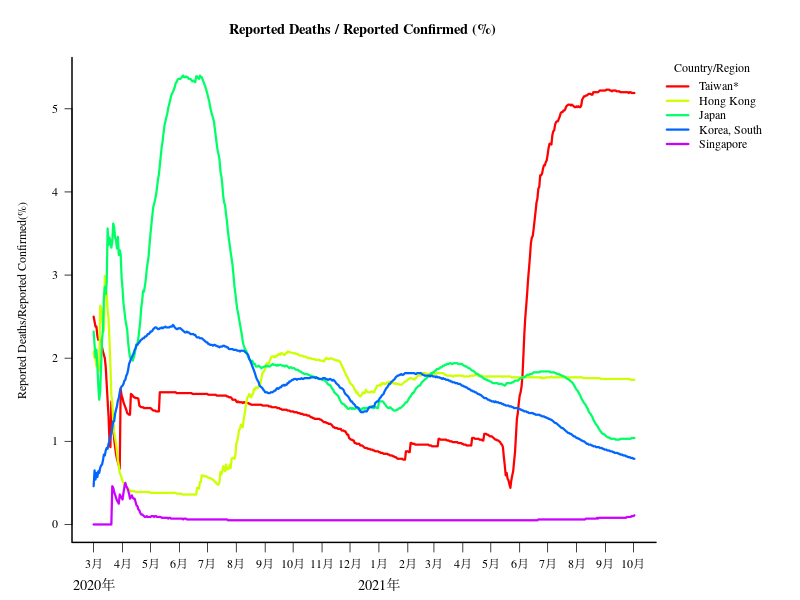 Reported Deaths / Reported Confirmed (%)
Country/Region
Taiwan*
Hong Kong
Japan
Korea, South
Singapore
Reported Deaths/Reported Confirmed(%)
5
4
3
2
1
0
3月 4月 5月 6月 7月 8月 9月 10月 11月 12月 1月 2月 3月 4月 5月 6月 7月 8月 9月 10月
2020年 2021年